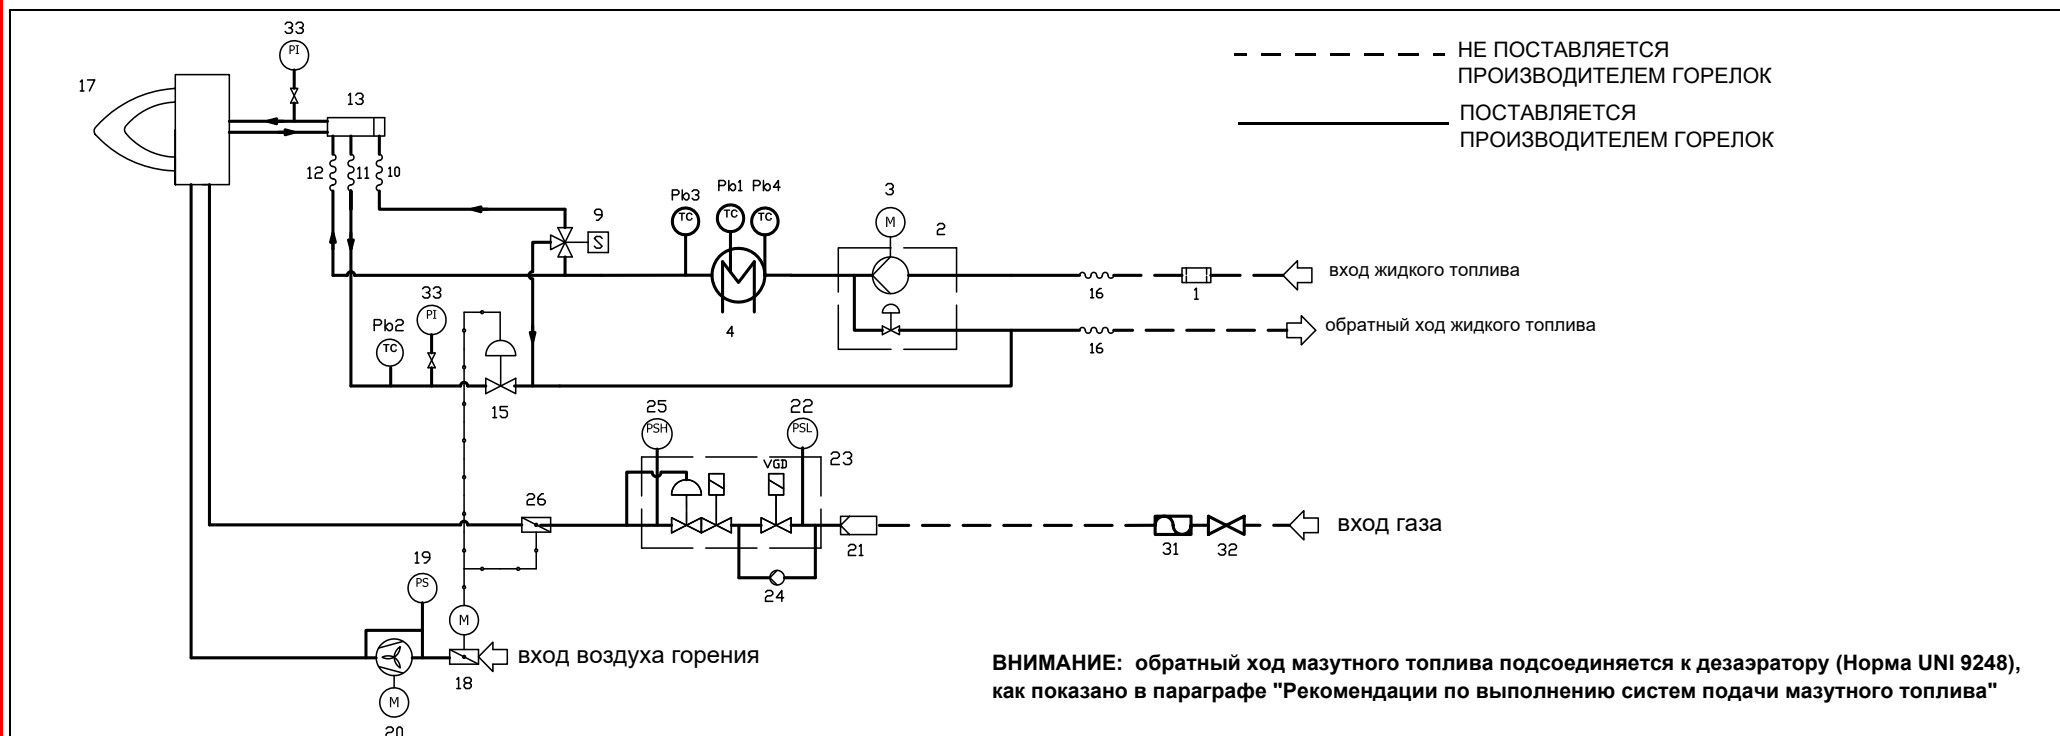 33
PI
НЕ ПОСТАВЛЯЕТСЯ
ПРОИЗВОДИТЕЛЕМ ГОРЕЛОК
17
13
ПОСТАВЛЯЕТСЯ
ПРОИЗВОДИТЕЛЕМ ГОРЕЛОК
12
11
10
Pb3
Pb1
Pb4
3
TC
TC
TC
M
2
9
S
вход жидкого топлива
16
1
4
33
PI
Pb2
TC
обратный ход жидкого топлива
16
15
25
PSH
22
PSL
VGD
23
26
вход газа
21
31
32
19
PS
24
M
вход воздуха горения
18
M
20
ВНИМАНИЕ: обратный ход мазутного топлива подсоединяется к дезаэратору (Норма UNI 9248),
как показано в параграфе "Рекомендации по выполнению систем подачи мазутного топлива"